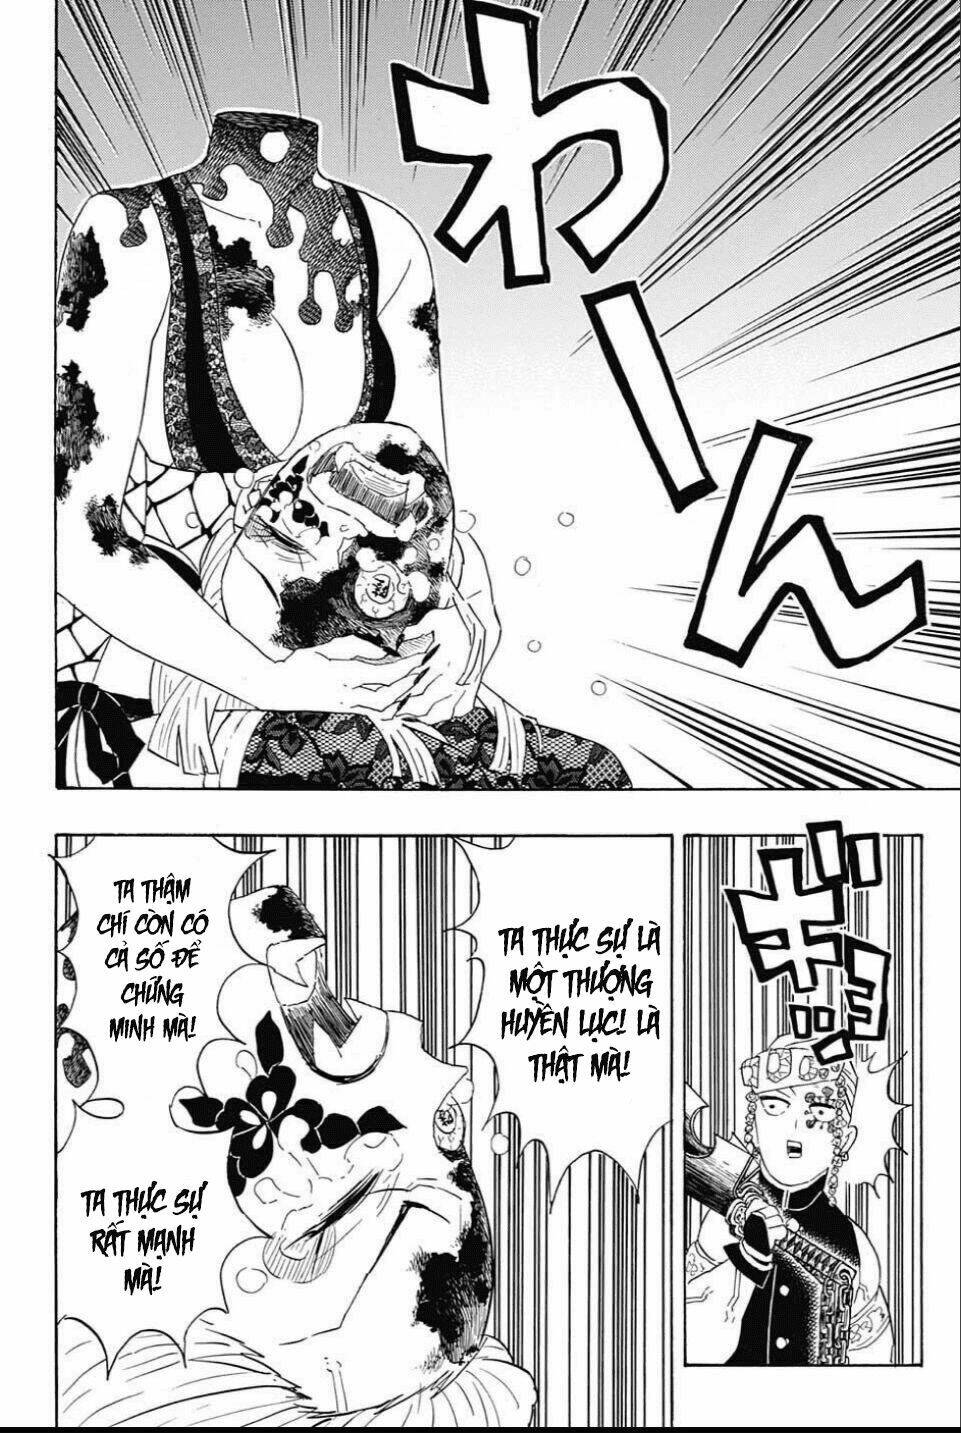 わーん
ギョッ
TA THỰC SỰ LÀ
MỘT THƯỢNG
HUYỀN LỤC! LÀ
THẬT MÀ!
TA THẬM
CHÍ CÒN CÓ
CẢ SỐ ĐỂ
CHỨNG
MINH MÀ!
TA THỰC SỰ
RẤT MẠNH
MÀ!